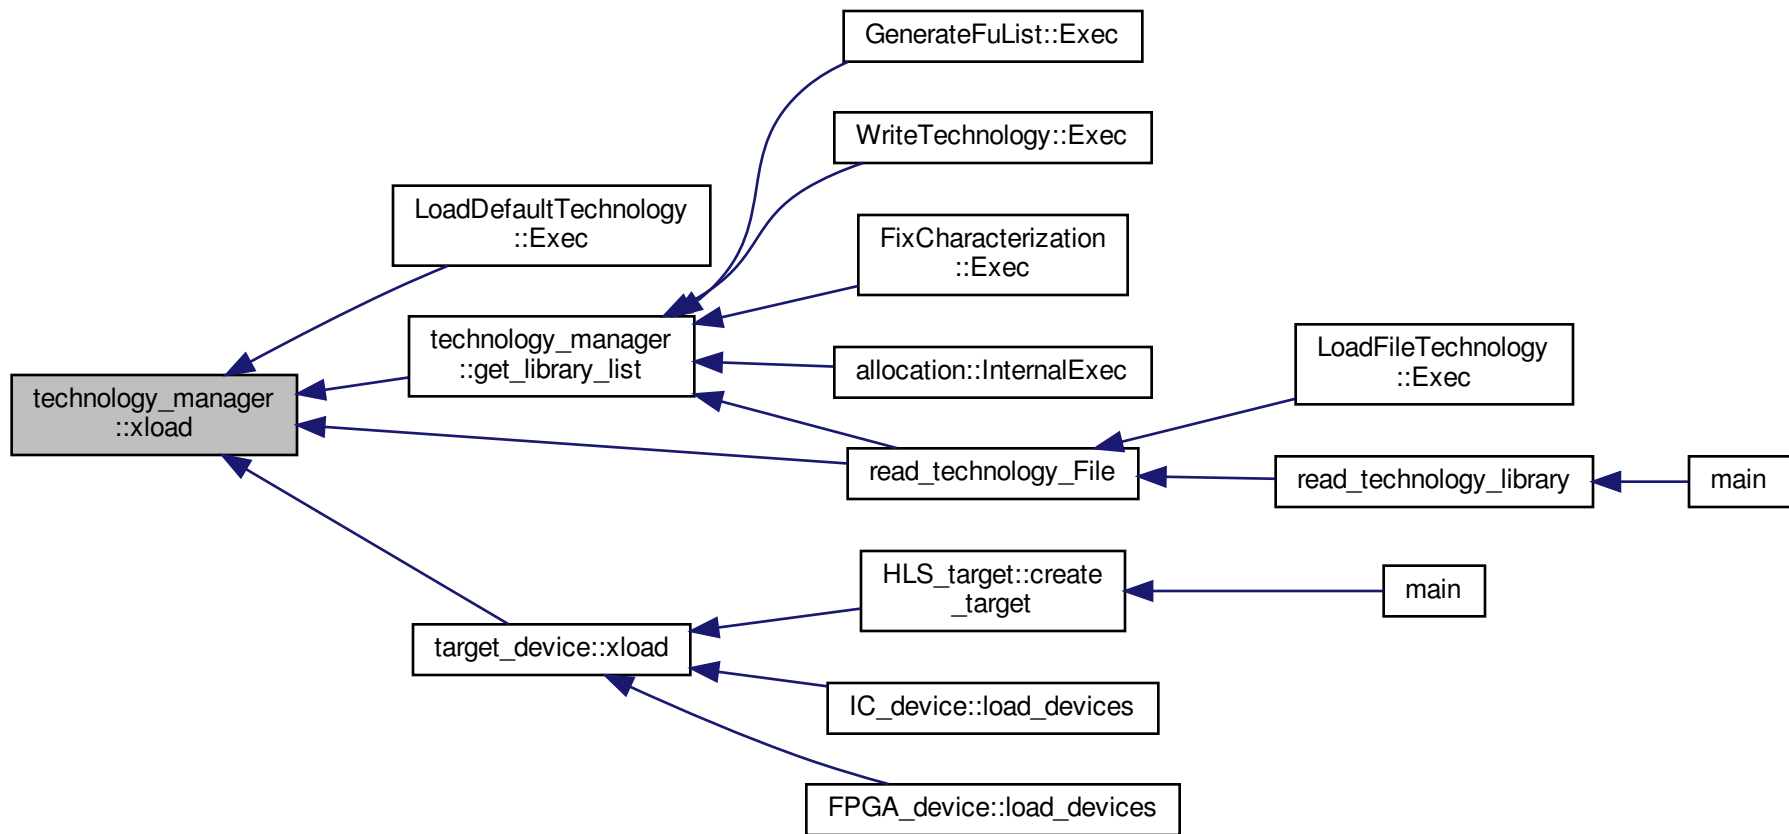 GenerateFuList::Exec
WriteTechnology::Exec
LoadDefaultTechnology
::Exec
FixCharacterization
::Exec
technology_manager
::get_library_list
allocation::InternalExec
LoadFileTechnology
::Exec
technology_manager
::xload
read_technology_File
read_technology_library
main
HLS_target::create
_target
main
target_device::xload
IC_device::load_devices
FPGA_device::load_devices